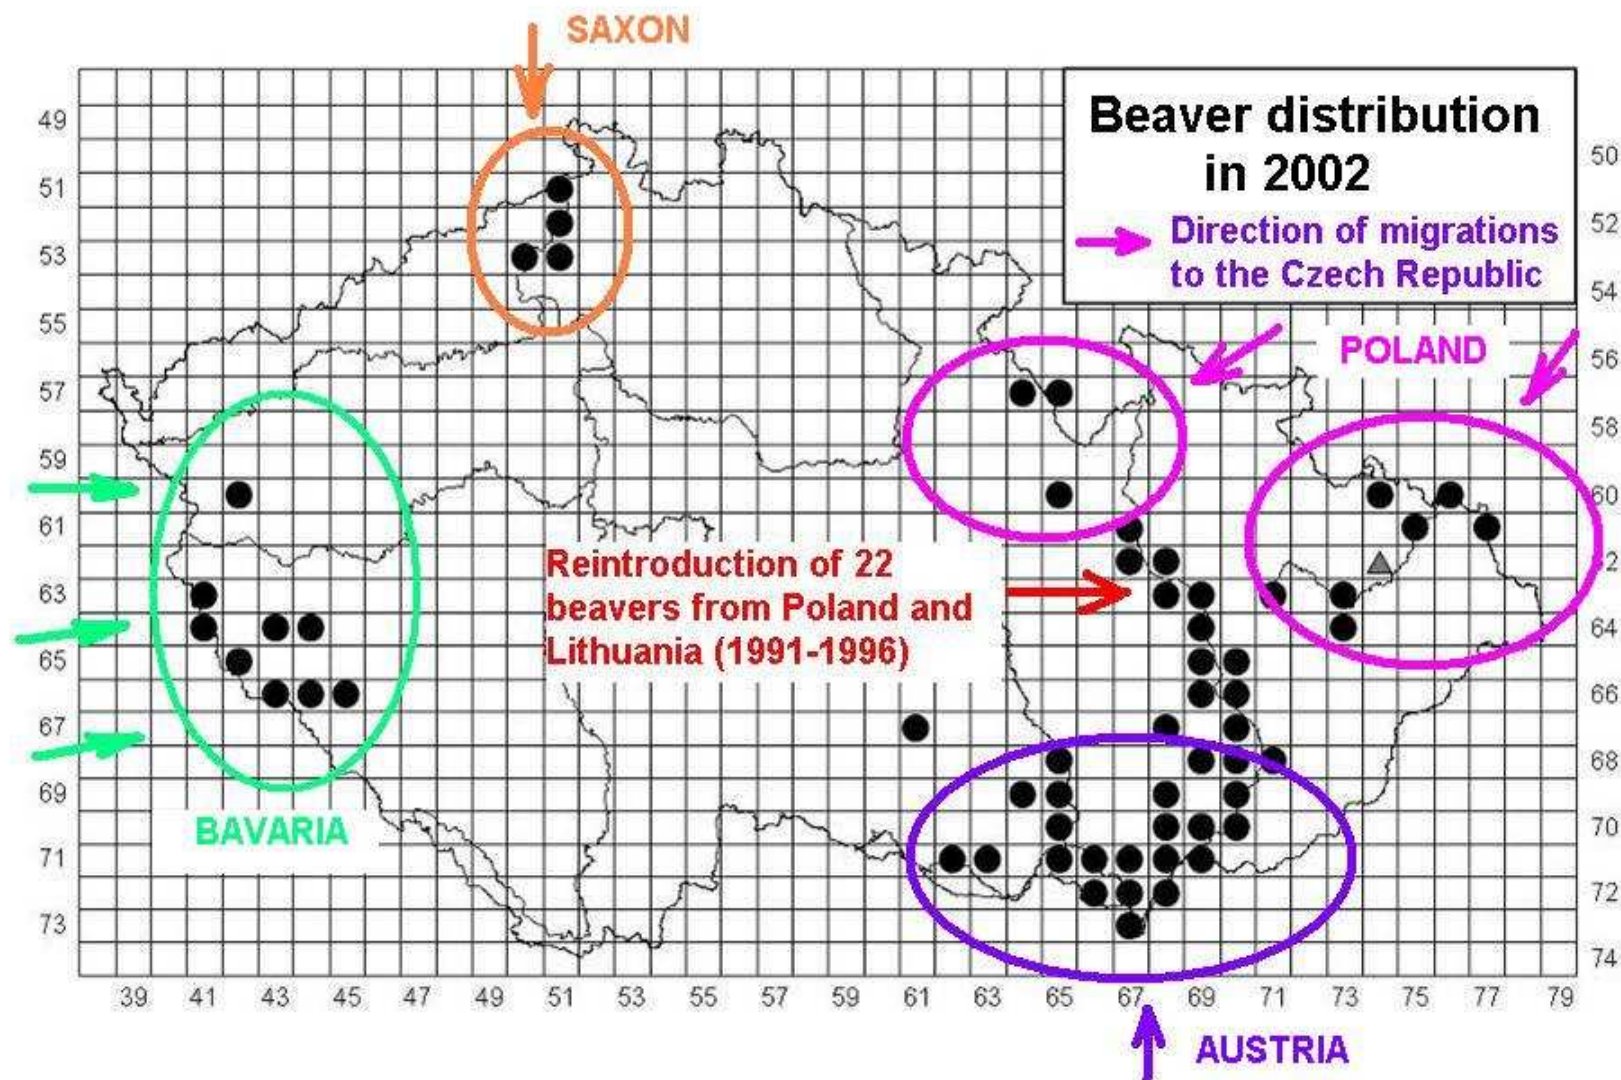 SAXON
Beaver distribution
in 2002
Direction of migrations
to the Czech Republic
POLAND
Reintroduction of 22
beavers from Poland and
Lithuania (1991-1996)
BAVARIA
AUSTRIA
49
51
53
55
57
59
61
63
65
67
69
71
73
50
52
54
56
58
60
2
64
66
68
70
72
74
39 41 43 45 47 49 51 53 55 57 59 61 63 65 67 69 71 73 75 77 79